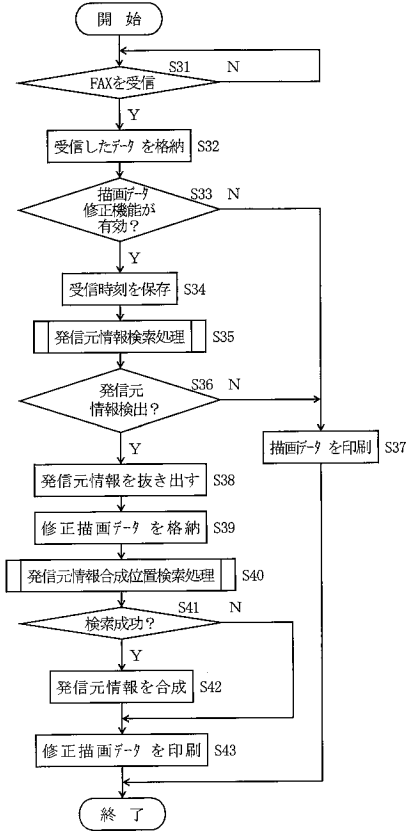 開 始
S31 N
FAXを受信
Y
受信したデータ を格納 S32
S33 N
描画データ
修正機能が
有効?
Y
受信時刻を保存 S34
発信元情報検索処理 S35
S36 N
発信元
情報検出?
Y
描画データ を印刷 S37
発信元情報を抜き出す S38
修正描画データ を格納 S39
発信元情報合成位置検索処理 S40
S41 N
検索成功?
Y
発信元情報を合成 S42
修正描画データ を印刷 S43
終 了